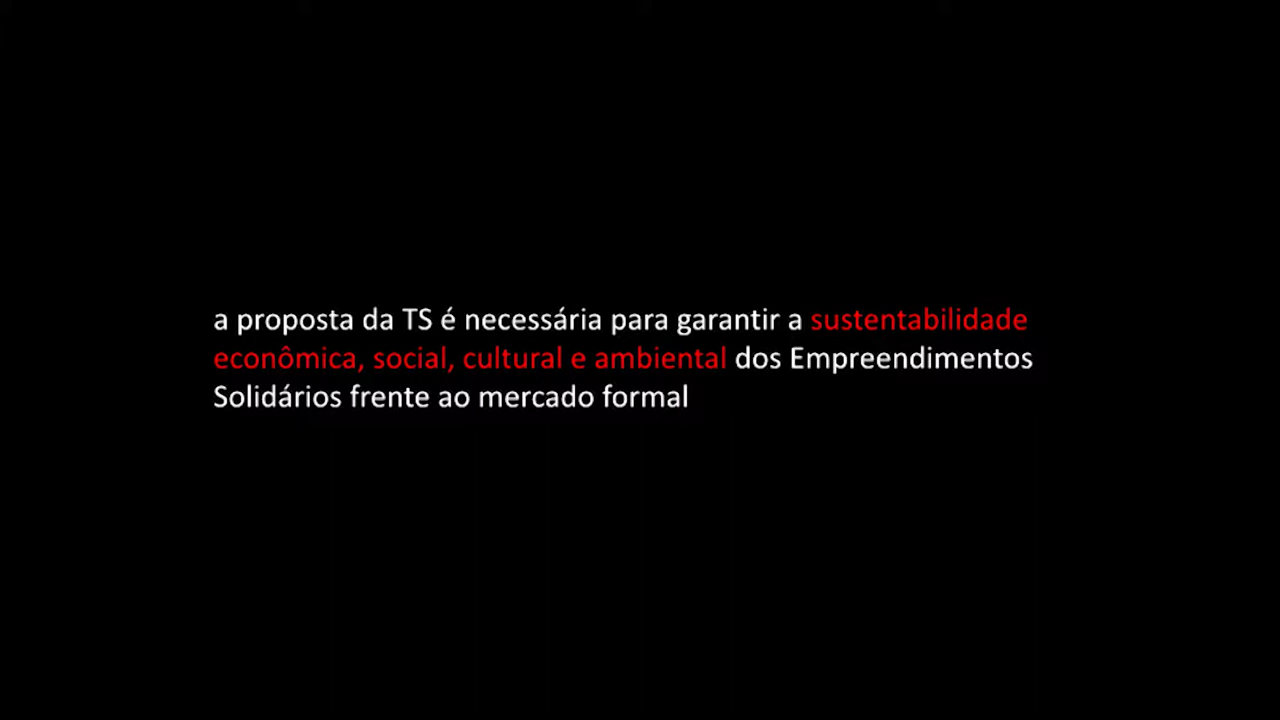 a proposta da TS é necessária para garantir a sustentabilidade
econômica, social, cultural e ambiental dos Empreendimentos
Solidários frente ao mercado formal